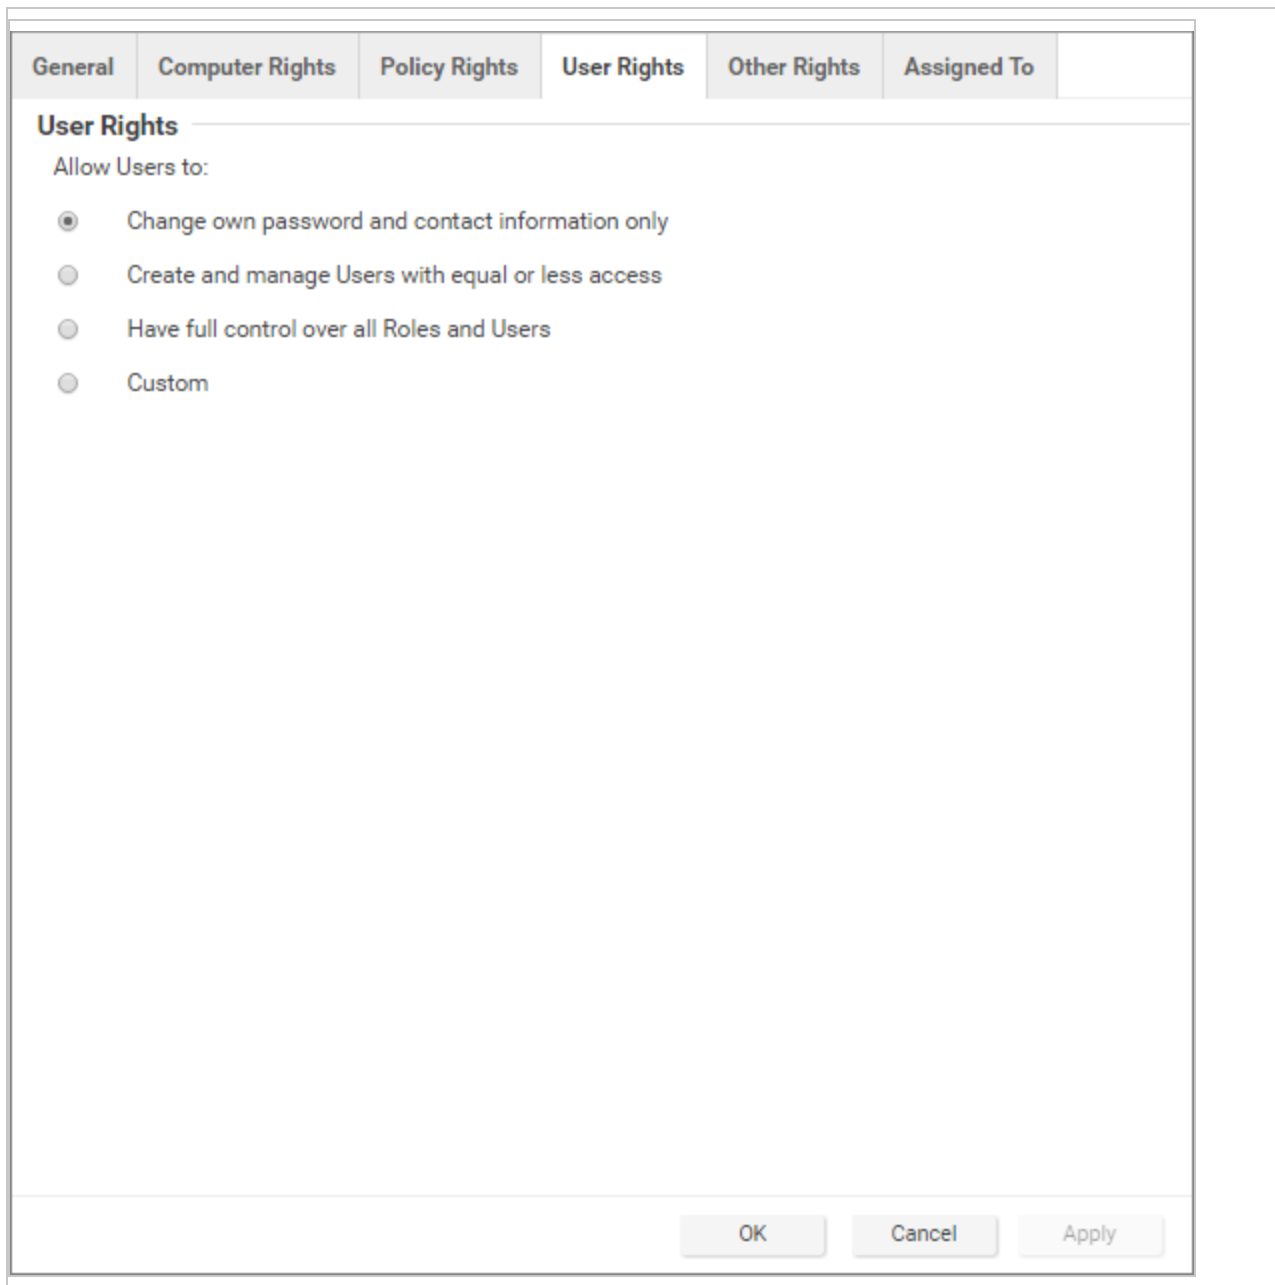 General Computer Rights Policy Rights User Rights Other Rights Assigned To
User Rights
Allow Users to:
Change own password and contact information only
Create and manage Users with equal or less access
Have full control over all Roles and Users
Custom
OK Cancel Apply